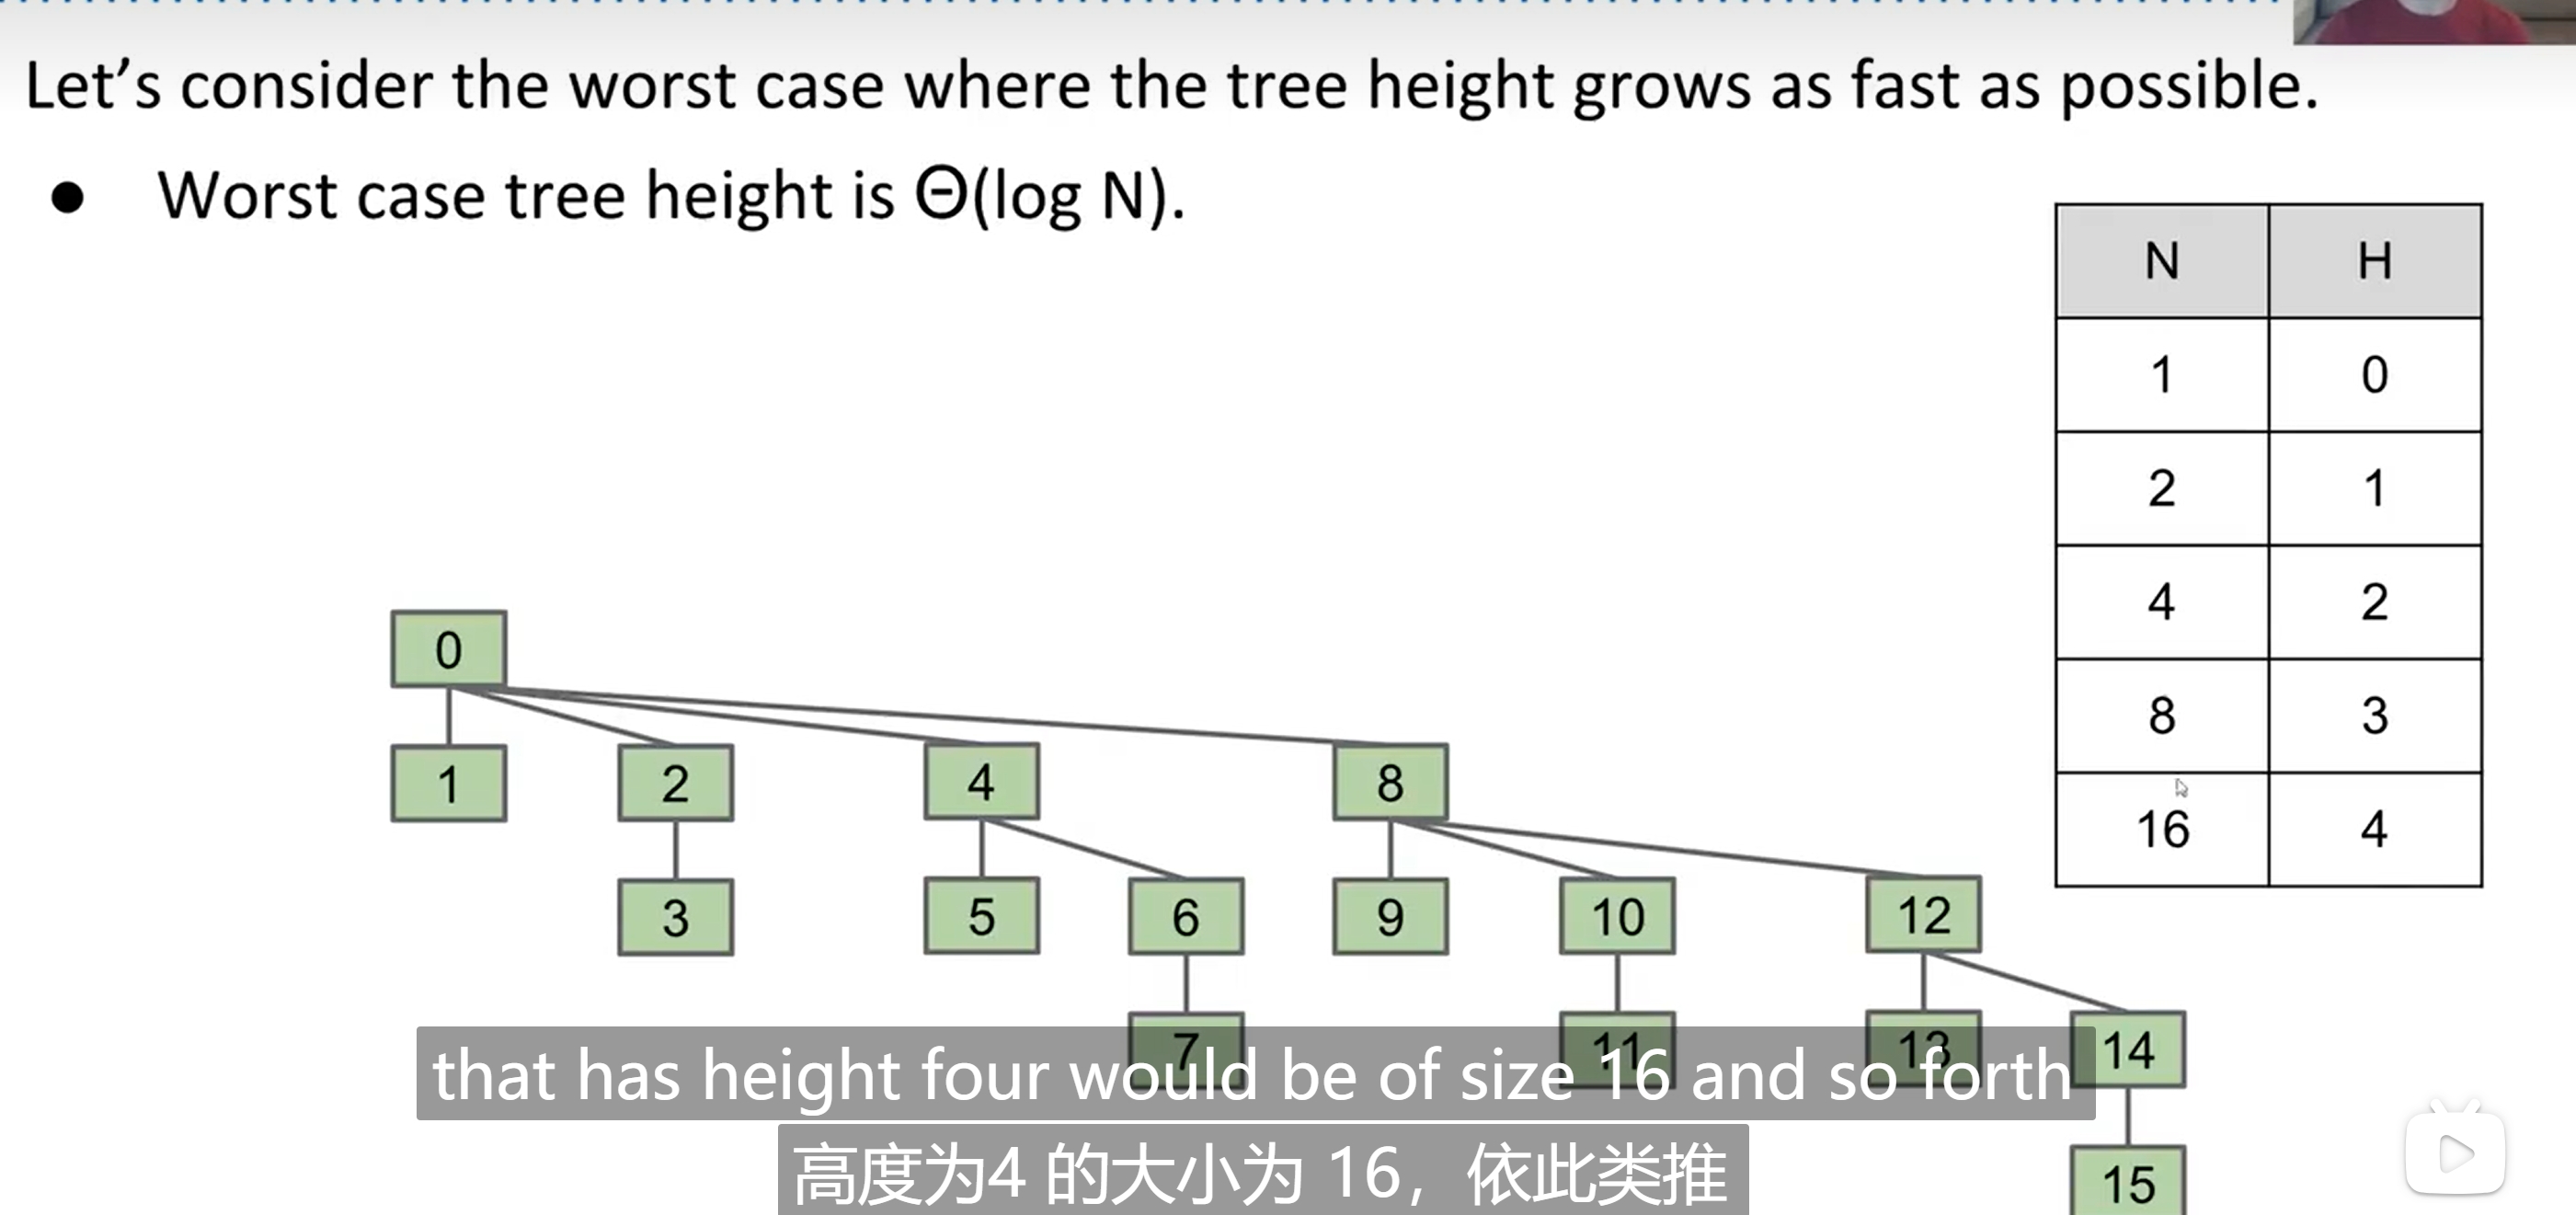 Let’s consider the worst case where the tree height grows as fast as possible.
● Worst case tree height is Θ(log N).
N H
1 0
2 1
4 2
8 3
16 4
0
1 2 4 8
3 5 6 9 10 12
7 11 13 14
that has height four would be of size 16 and so forth
高度为4 的大小为 16，依此类推
15